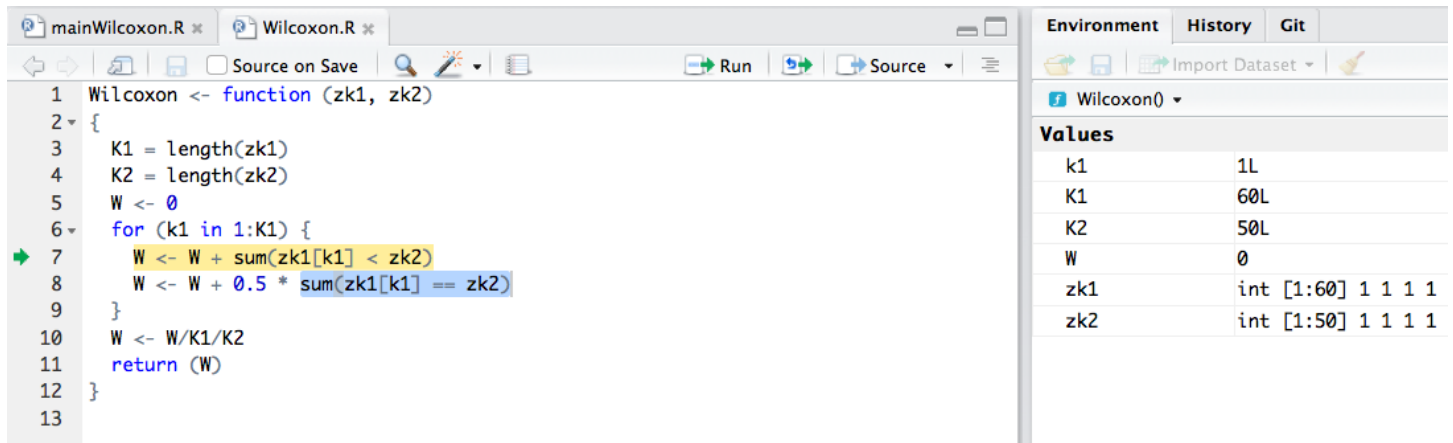 mainWilcoxon.R
Wilcoxon.R
Source on Save
Run
Source
1 Wilcoxon <- function (zk1, zk2)
2 {
3   K1 = length(zk1)
4   K2 = length(zk2)
5   W <- 0
6   for (k1 in 1:K1) {
7     W <- W + sum(zk1[k1] < zk2)
8     W <- W + 0.5 * sum(zk1[k1] == zk2)
9   }
10   W <- W/K1/K2
11   return (W)
12 }
13
Environment History Git
Import Dataset
Wilcoxon()
Values
k1 1L
K1 60L
K2 50L
W 0
zk1 int [1:60] 1 1 1 1
zk2 int [1:50] 1 1 1 1